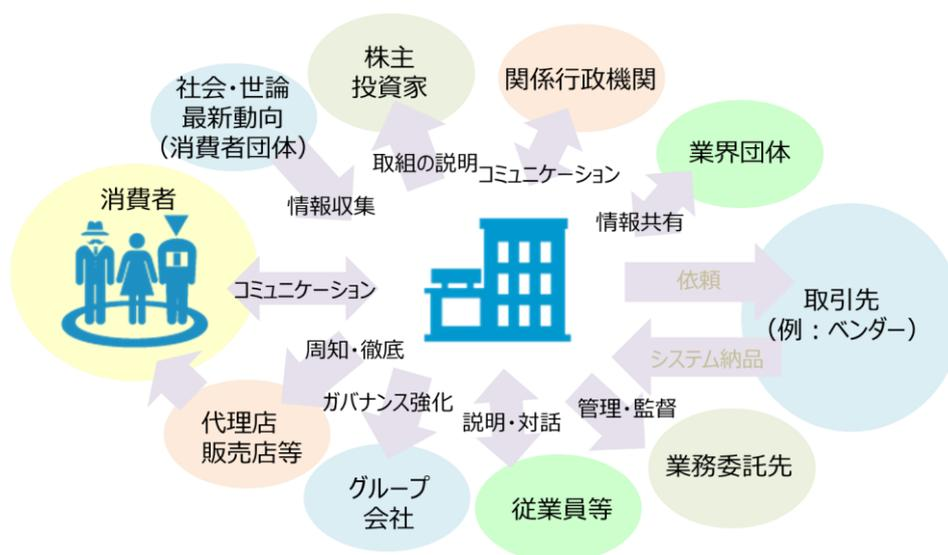 株主
投資家
関係行政機関
社会・世論
最新動向
（消費者団体）
業界団体
取組の説明
コミュニケーション
消費者
情報収集
情報共有
コミュニケーション
依頼
取引先
（例：ベンダー）
周知・徹底
システム納品
ガバナンス強化
説明・対話
管理・監督
代理店
販売店等
業務委託先
グループ
会社
従業員等